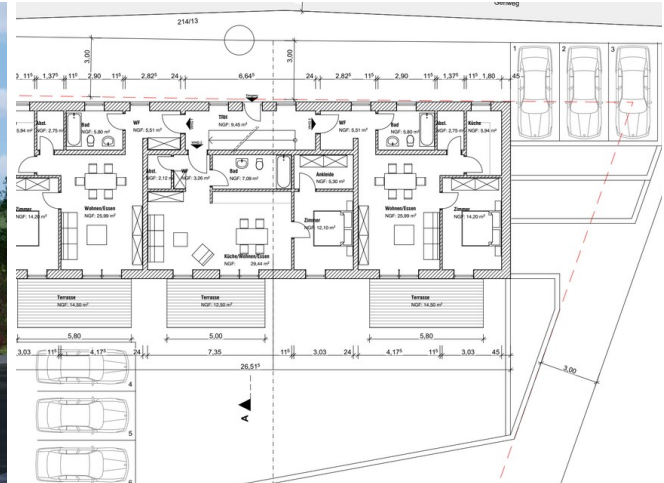 214/13
3,00
3,00
1 2 3
11⁵ 1,37⁵ 11⁵ 2,90 11⁵ 2,82⁵ 24 6,64⁵ 24 2,82⁵ 11⁵ 2,90 11⁵ 1,37⁵ 11⁵ 1,80 45
Abst.
NGF: 2,75 m²
Bad
NGF: 5,80 m²
WF
NGF: 5,51 m²
NGF: 9,45 m²
WF
NGF: 5,51 m²
Bad
NGF: 5,80 m²
Abst.
NGF: 2,75 m²
Küche
NGF: 5,94 m²
Abst.
NGF: 2,12 m²
WF
NGF: 3,26 m²
Bad
NGF: 7,09 m²
Ankleide
NGF: 5,30 m²
Zimmer
NGF: 14,20 m²
Wohnen/Essen
NGF: 25,99 m²
Zimmer
NGF: 12,10 m²
Wohnen/Essen
NGF: 25,99 m²
Zimmer
NGF: 14,20 m²
Küche/Wohnen/Essen
NGF: 29,44 m²
Terrasse
NGF: 14,50 m²
Terrasse
NGF: 12,50 m²
Terrasse
NGF: 14,50 m²
5,80 5,00 5,80
3,03 11⁵ 4,17⁵ 24 7,35 11⁵ 3,03 24 4,17⁵ 11⁵ 3,03 45
26,51⁵
3,00
4
A
5
6